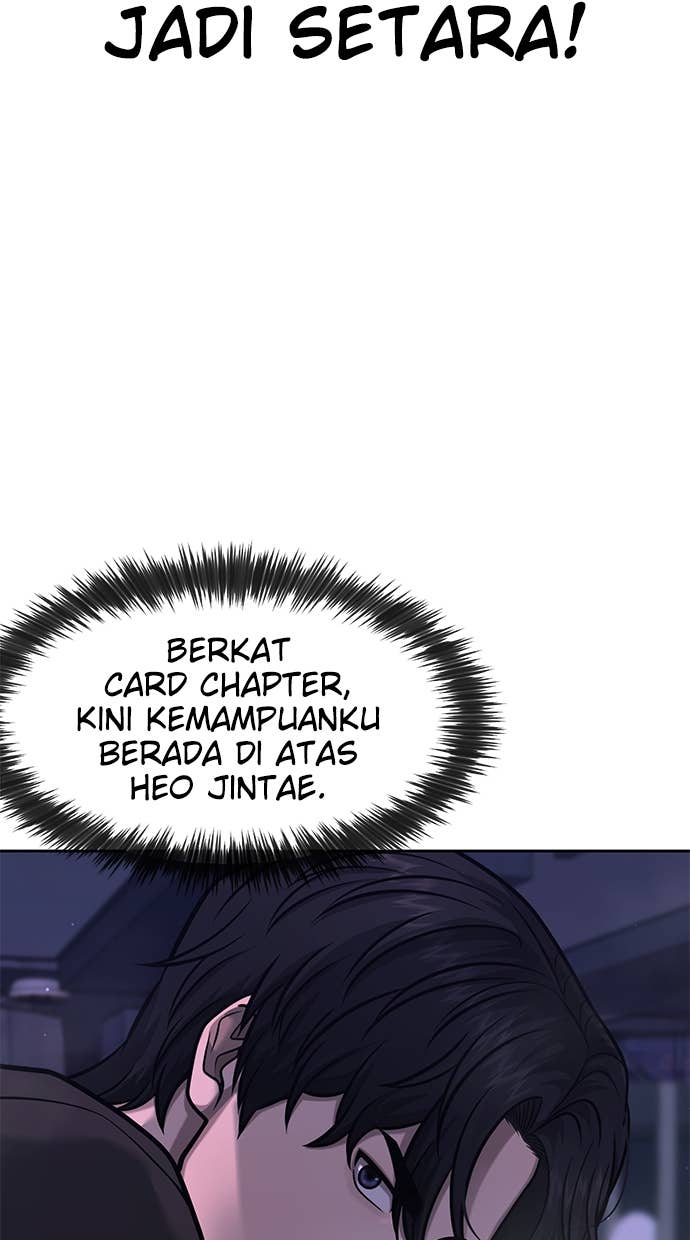 JADI SETARA!
BERKAT
CARD CHAPTER,
KINI KEMAMPUANKU
BERADA DI ATAS
HEO JINTAE.